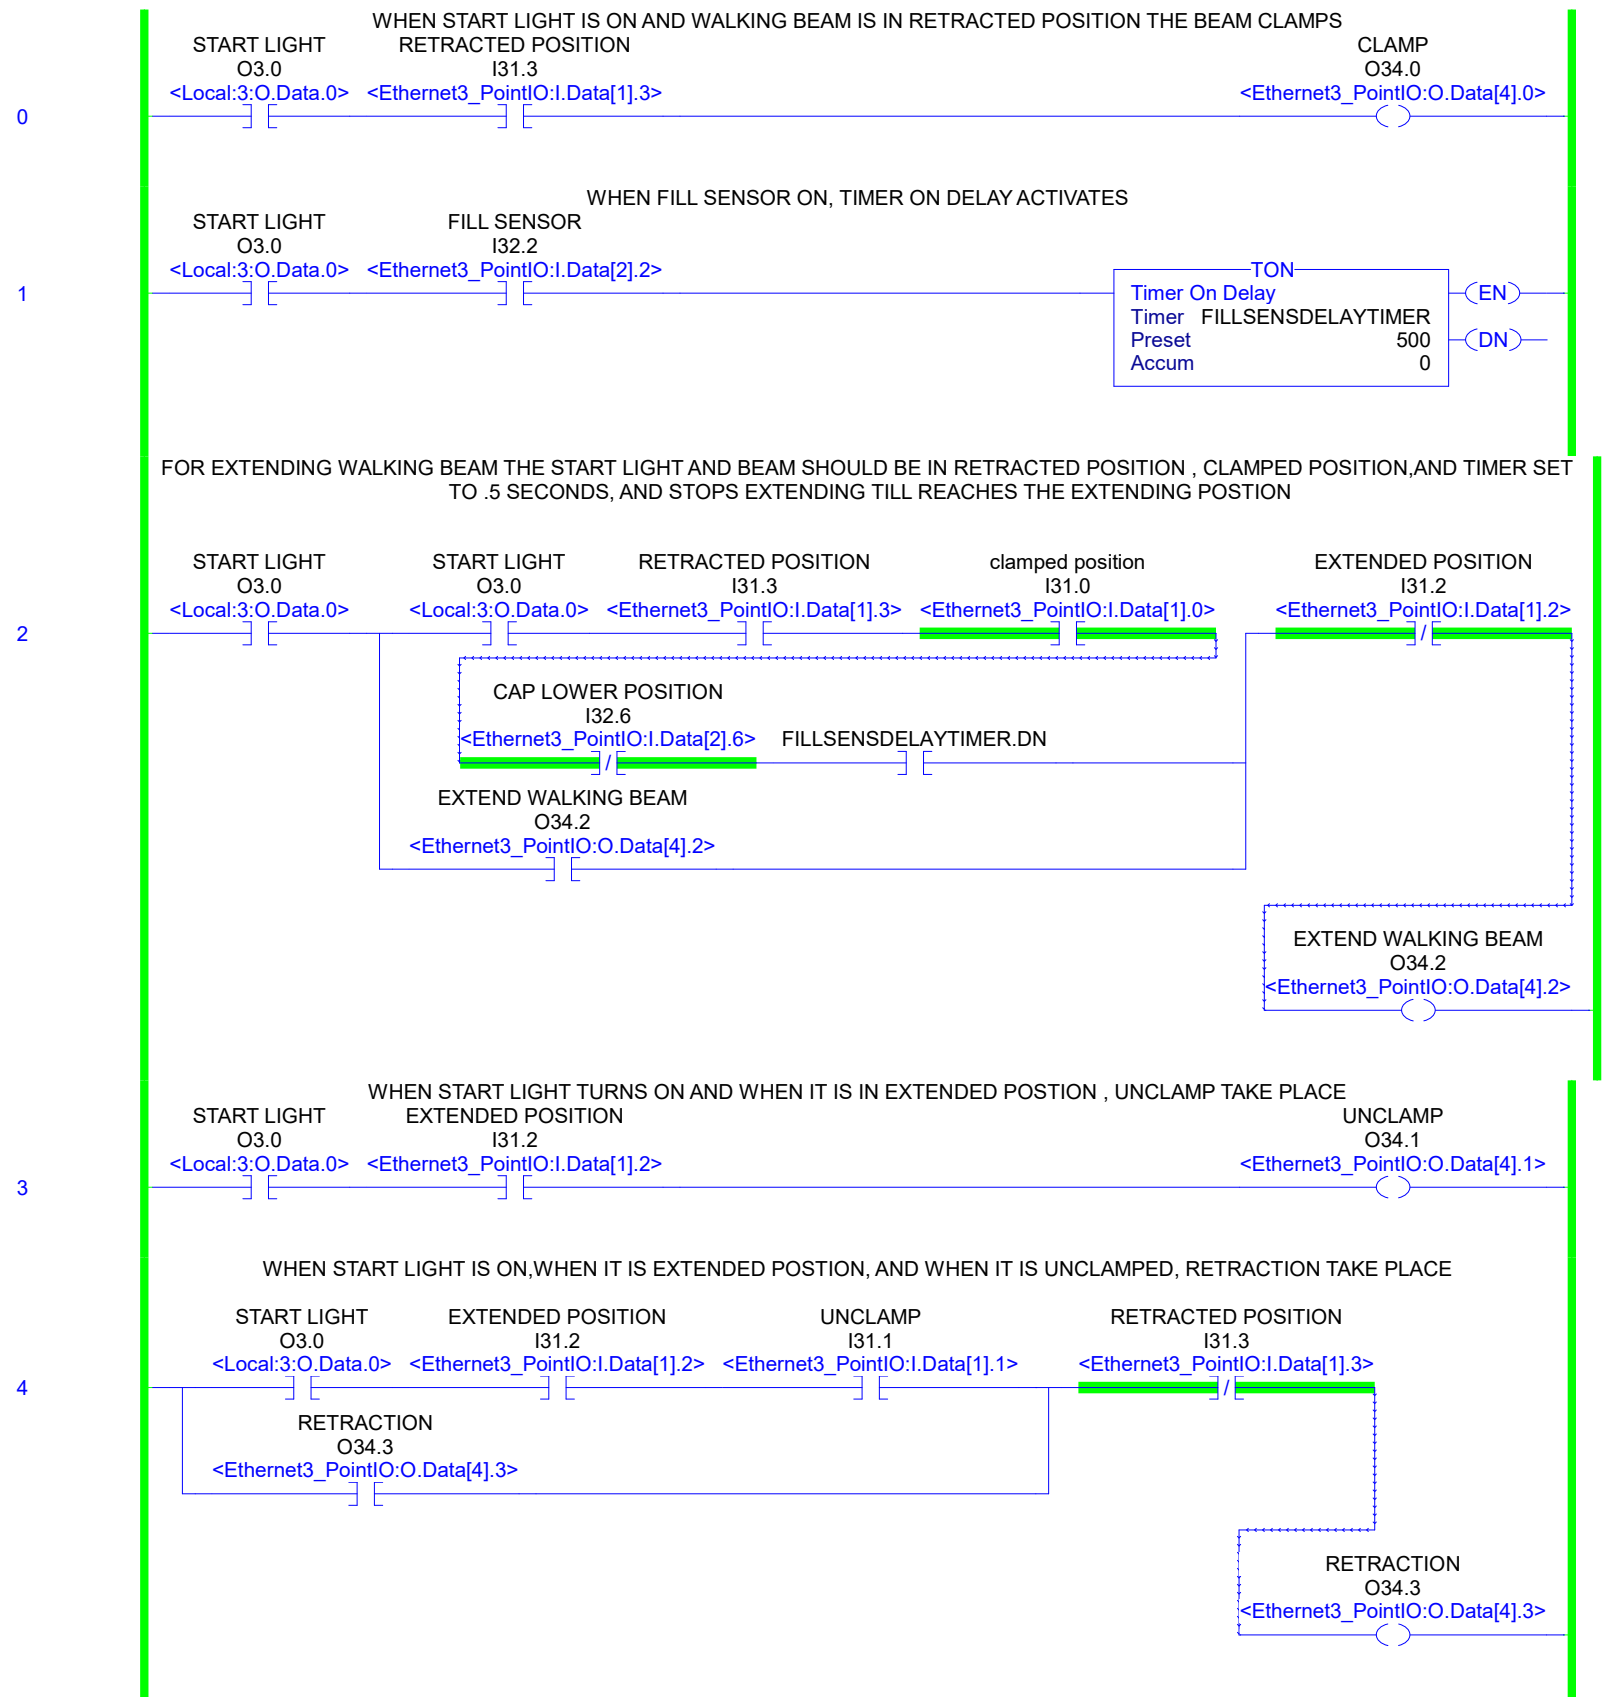 WHEN START LIGHT IS ON AND WALKING BEAM IS IN RETRACTED POSITION THE BEAM CLAMPS
START LIGHT RETRACTED POSITION CLAMP
O3.0 I31.3 O34.0
<Local:3:O.Data.0> <Ethernet3_PointIO:I.Data[1].3> <Ethernet3_PointIO:O.Data[4].0>
0
WHEN FILL SENSOR ON, TIMER ON DELAY ACTIVATES
START LIGHT FILL SENSOR
O3.0 I32.2
<Local:3:O.Data.0> <Ethernet3_PointIO:I.Data[2].2> TON
1 Timer On Delay EN
Timer FILLSENSDELAYTIMER
Preset 500 DN
Accum 0
FOR EXTENDING WALKING BEAM THE START LIGHT AND BEAM SHOULD BE IN RETRACTED POSITION , CLAMPED POSITION,AND TIMER SET
TO .5 SECONDS, AND STOPS EXTENDING TILL REACHES THE EXTENDING POSTION
START LIGHT START LIGHT RETRACTED POSITION clamped position EXTENDED POSITION
O3.0 O3.0 I31.3 I31.0 I31.2
<Local:3:O.Data.0> <Local:3:O.Data.0> <Ethernet3_PointIO:I.Data[1].3> <Ethernet3_PointIO:I.Data[1].0> <Ethernet3_PointIO:I.Data[1].2>
2 /
CAP LOWER POSITION
I32.6
<Ethernet3_PointIO:I.Data[2].6> FILLSENSDELAYTIMER.DN
/
EXTEND WALKING BEAM
O34.2
<Ethernet3_PointIO:O.Data[4].2>
EXTEND WALKING BEAM
O34.2
<Ethernet3_PointIO:O.Data[4].2>
WHEN START LIGHT TURNS ON AND WHEN IT IS IN EXTENDED POSTION , UNCLAMP TAKE PLACE
START LIGHT EXTENDED POSITION UNCLAMP
O3.0 I31.2 O34.1
<Local:3:O.Data.0> <Ethernet3_PointIO:I.Data[1].2> <Ethernet3_PointIO:O.Data[4].1>
3
WHEN START LIGHT IS ON,WHEN IT IS EXTENDED POSTION, AND WHEN IT IS UNCLAMPED, RETRACTION TAKE PLACE
START LIGHT EXTENDED POSITION UNCLAMP RETRACTED POSITION
O3.0 I31.2 I31.1 I31.3
<Local:3:O.Data.0> <Ethernet3_PointIO:I.Data[1].2> <Ethernet3_PointIO:I.Data[1].1> <Ethernet3_PointIO:I.Data[1].3>
4 /
RETRACTION
O34.3
<Ethernet3_PointIO:O.Data[4].3>
RETRACTION
O34.3
<Ethernet3_PointIO:O.Data[4].3>